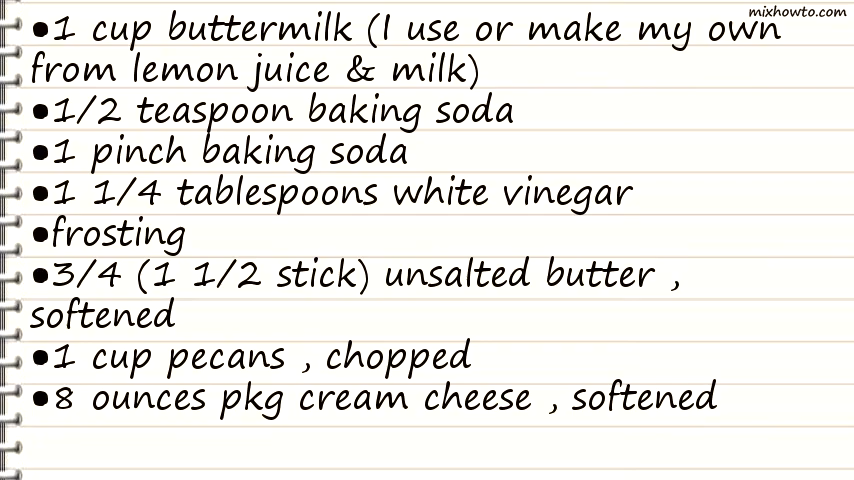 mixhowto.com
•1 cup buttermilk (I use or make my own
from lemon juice & milk)
•1/2 teaspoon baking soda
•1 pinch baking soda
•1 1/4 tablespoons white vinegar
•frosting
•3/4 (1 1/2 stick) unsalted butter ,
softened
•1 cup pecans , chopped
•8 ounces pkg cream cheese , softened